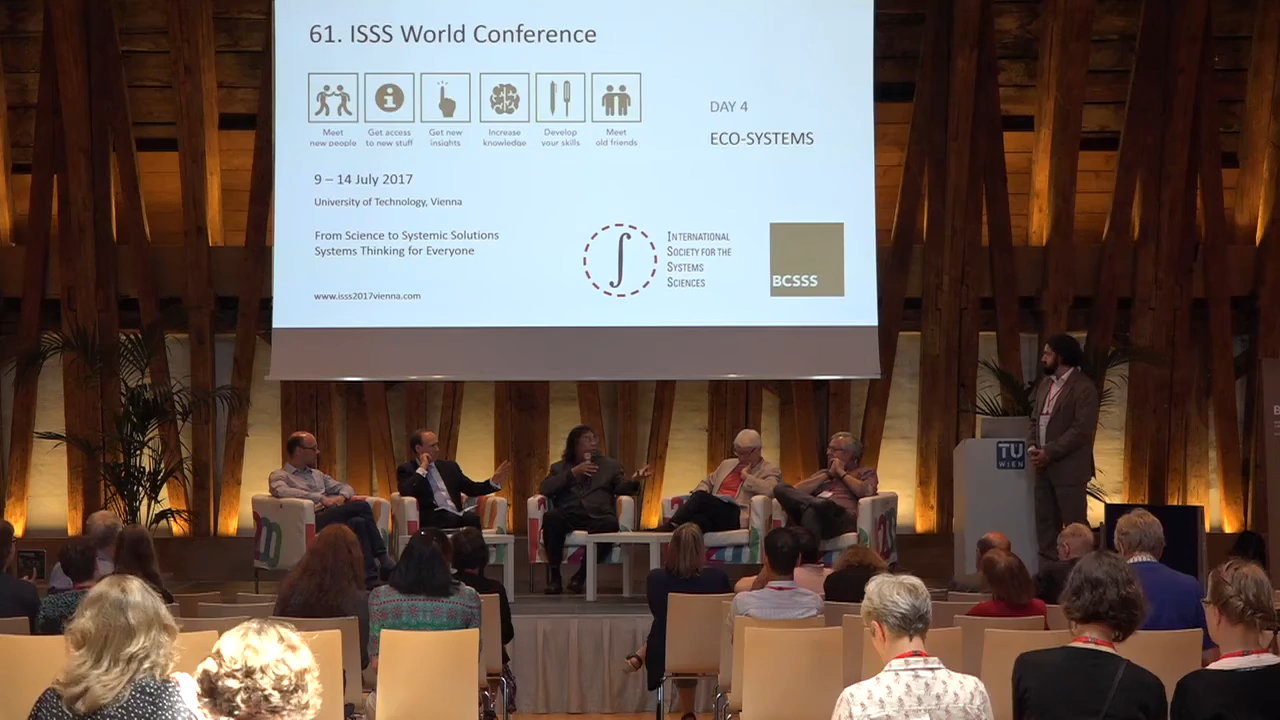 61. ISSS World Conference
Meet
new people
Get access
to new stuff
Get new
insights
Increase
knowledge
Develop
your skills
Meet
old friends
DAY 4
ECO-SYSTEMS
9 – 14 July 2017
University of Technology, Vienna
From Science to Systemic Solutions
Systems Thinking for Everyone
INTERNATIONAL
SOCIETY FOR THE
SYSTEMS
SCIENCES
BCSSS
www.isss2017vienna.com
TU
WIEN